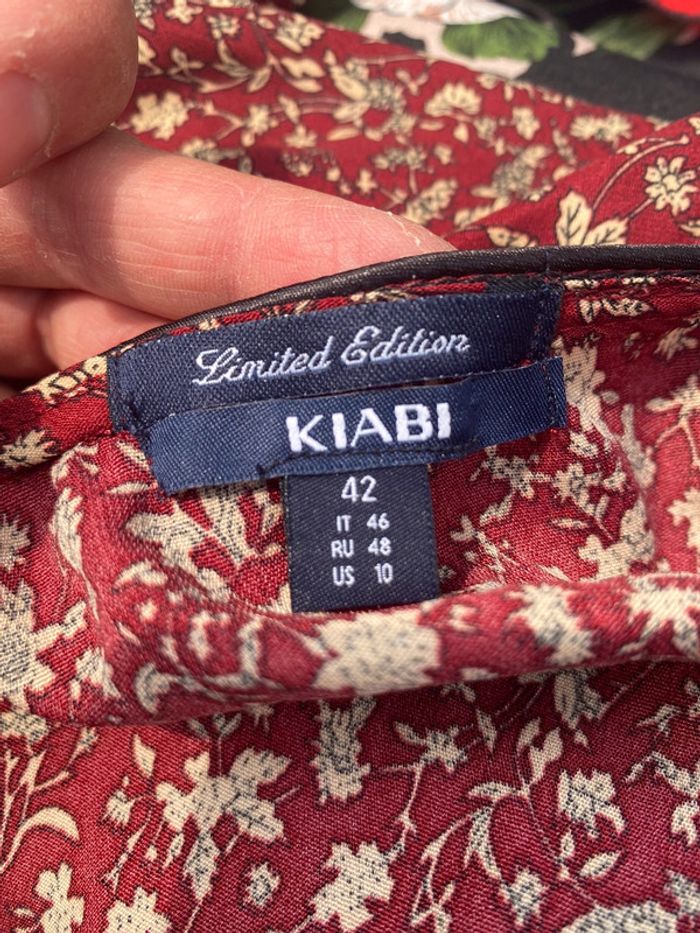 Limited Edition
KIABI
42
IT 46
RU 48
US 10